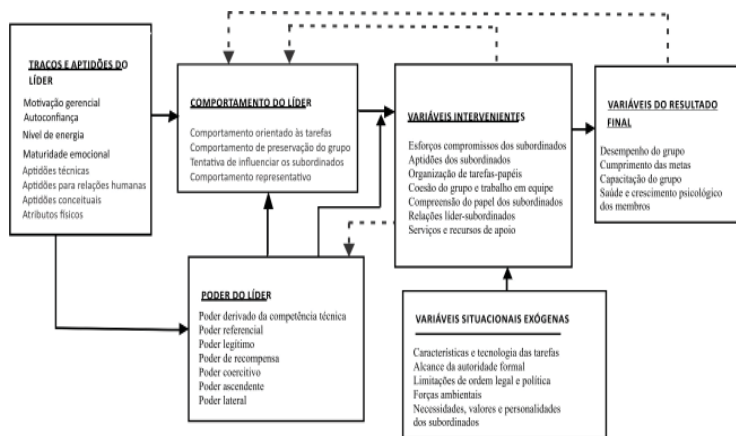 TRAÇOS E APTIDÕES DO
LÍDER
Motivação gerencial
Autoconfiança
Nível de energia
Maturidade emocional
Aptidões técnicas
Aptidões para relações humanas
Aptidões conceituais
Atributos físicos
COMPORTAMENTO DO LÍDER
Comportamento orientado às tarefas
Comportamento de preservação do grupo
Tentativa de influenciar os subordinados
Comportamento representativo
VARIÁVEIS INTERVENIENTES
Esforços compromissos dos subordinados
Aptidões dos subordinados
Organização de tarefas-papéis
Coesão do grupo e trabalho em equipe
Compreensão do papel dos subordinados
Relações líder-subordinados
Serviços e recursos de apoio
VARIÁVEIS DO RESULTADO
FINAL
Desempenho do grupo
Cumprimento das metas
Capacitação do grupo
Saúde e crescimento psicológico
dos membros
PODER DO LÍDER
Poder derivado da competência técnica
Poder referencial
Poder legítimo
Poder de recompensa
Poder coercitivo
Poder ascendente
Poder lateral
VARIÁVEIS SITUACIONAIS EXÓGENAS
Características e tecnologia das tarefas
Alcance da autoridade formal
Limitações de ordem legal e política
Forças ambientais
Necessidades, valores e personalidades
dos subordinados